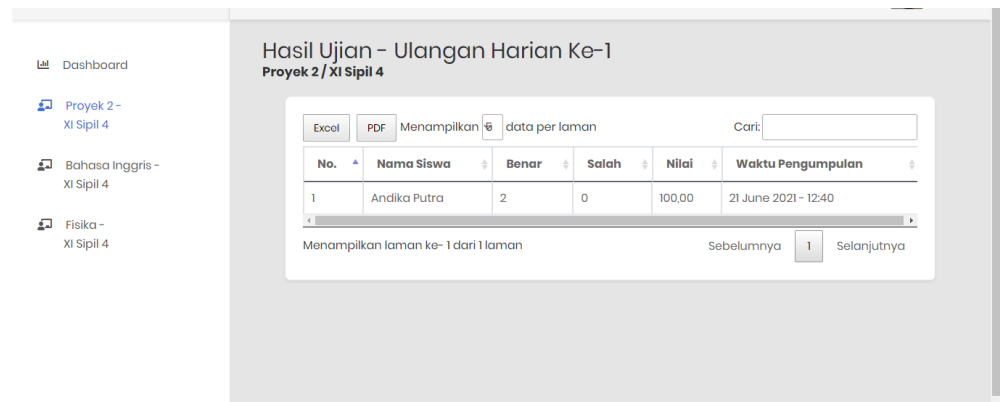 Dashboard
Proyek 2 -
XI Sipil 4
Bahasa Inggris -
XI Sipil 4
Fisika -
XI Sipil 4
Hasil Ujian - Ulangan Harian Ke-1
Proyek 2 / XI Sipil 4
Excel PDF Menampilkan data per laman Cari:
No. Nama Siswa Benar Salah Nilai Waktu Pengumpulan
1 Andika Putra 2 0 100,00 21 June 2021 - 12:40
Menampilkan laman ke- 1 dari 1 laman Sebelumnya 1 Selanjutnya